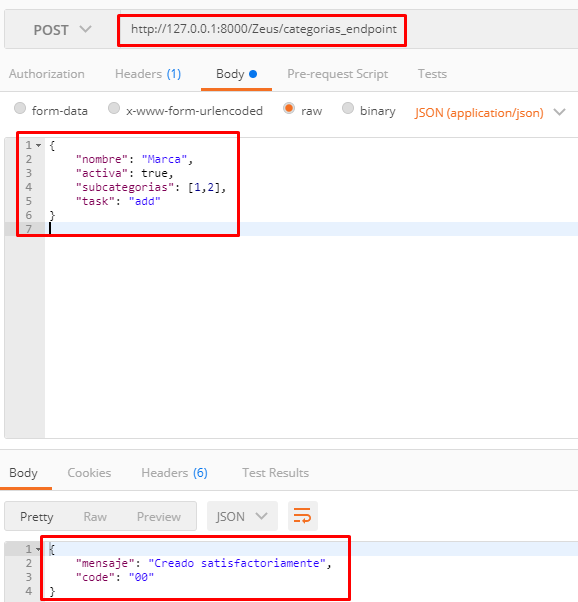 POST http://127.0.0.1:8000/Zeus/categorias_endpoint
Authorization Headers (1) Body Pre-request Script Tests
form-data x-www-form-urlencoded raw binary JSON (application/json)
1 {
2 "nombre": "Marca",
3 "activa": true,
4 "subcategorias": [1,2],
5 "task": "add"
6 }
7
Body Cookies Headers (6) Test Results
Pretty Raw Preview JSON
1 {
2 "mensaje": "Creado satisfactoriamente",
3 "code": "00"
4 }